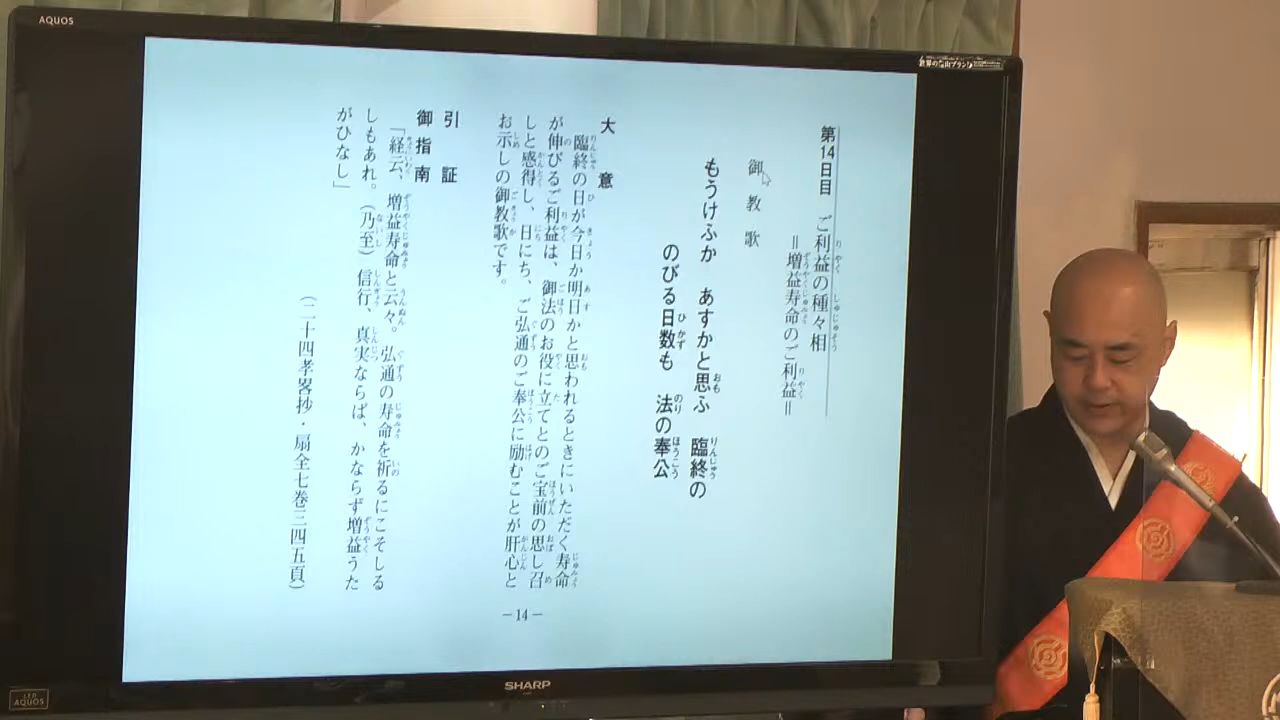 AQUOS
第14日目 ご利益の種々相
＝増益寿命のご利益＝
御教歌
もうけふか あすかと思ふ 臨終の
のびる日数も 法の奉公
大意
臨終の日が今日か明日かと思われるときにいただく寿命
が伸びるご利益は、御法のお役に立てとのご宝前の思し召
しと感得し、日にち、ご弘通のご奉公に励むことが肝心と
お示しの御教歌です。
引証
御指南
「経云、増益寿命と云々。弘通の寿命を祈るにこそしる
しもあれ。（乃至）信行、真実ならば、かならず増益うた
がひなし」
（二十四孝畧抄・扇全七巻三四五頁）
－14－
SHARP
AQUOS